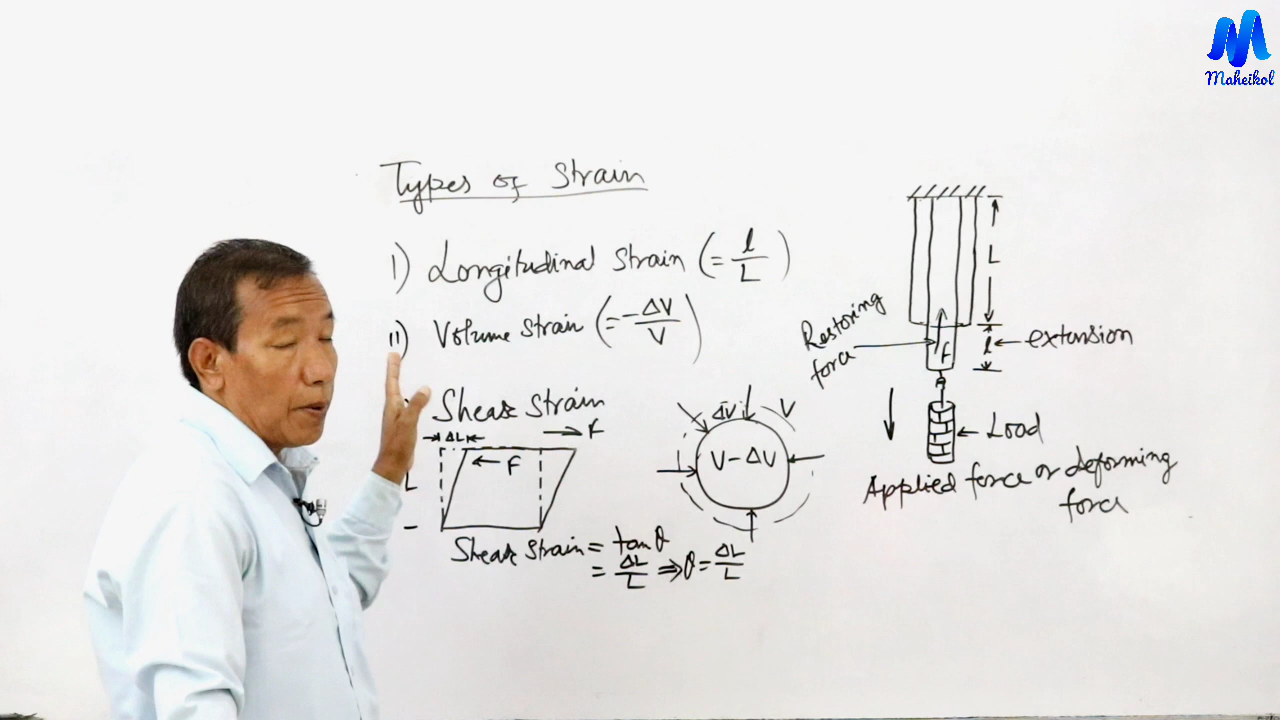 Maheikol
Types of Strain
I) Longitudinal Strain (= l/L)
II) Volume Strain (= -ΔV/V)
Shear Strain
ΔL
F
F
L
Shear Strain = tan θ
= ΔL/L ⇒ θ = ΔL/L
ΔV
V
V - ΔV
L
Restoring
force
F
l
extension
Load
Applied force or deforming
force